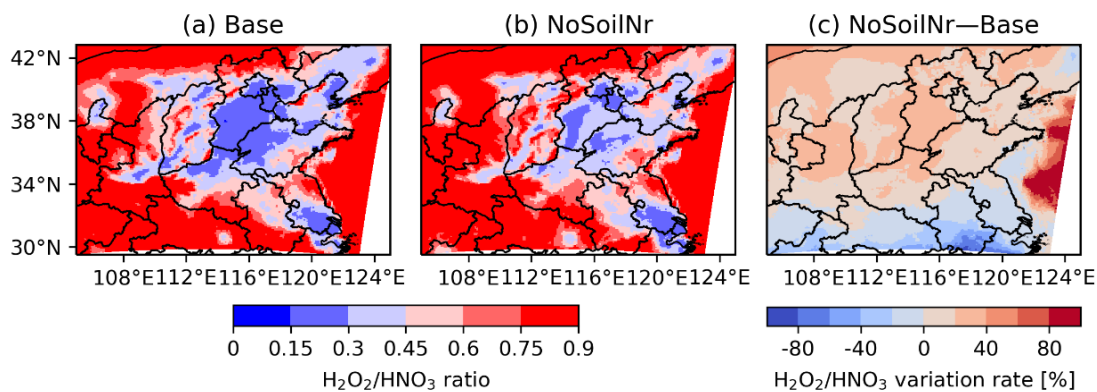 (a) Base
(b) NoSoilNr
(c) NoSoilNr—Base
42°N
38°N
34°N
30°N
108°E112°E116°E120°E124°E
108°E112°E116°E120°E124°E
108°E112°E116°E120°E124°E
0 0.15 0.3 0.45 0.6 0.75 0.9
H₂O₂/HNO₃ ratio
-80 -40 0 40 80
H₂O₂/HNO₃ variation rate [%]